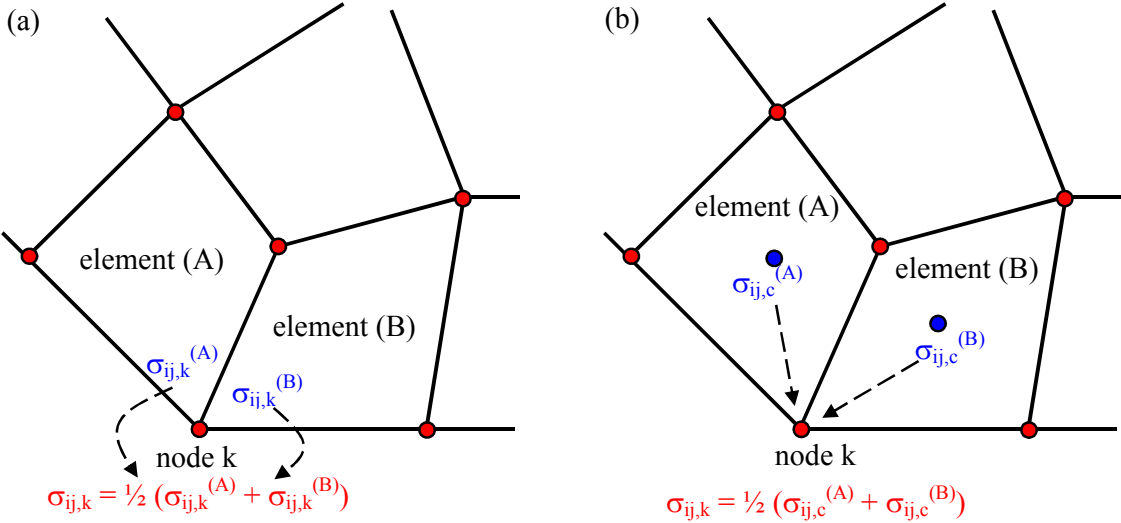 (a)
element (A)
element (B)
σij,k(A)
σij,k(B)
node k
σij,k = ½ (σij,k(A) + σij,k(B))
(b)
element (A)
element (B)
σij,c(A)
σij,c(B)
node k
σij,k = ½ (σij,c(A) + σij,c(B))